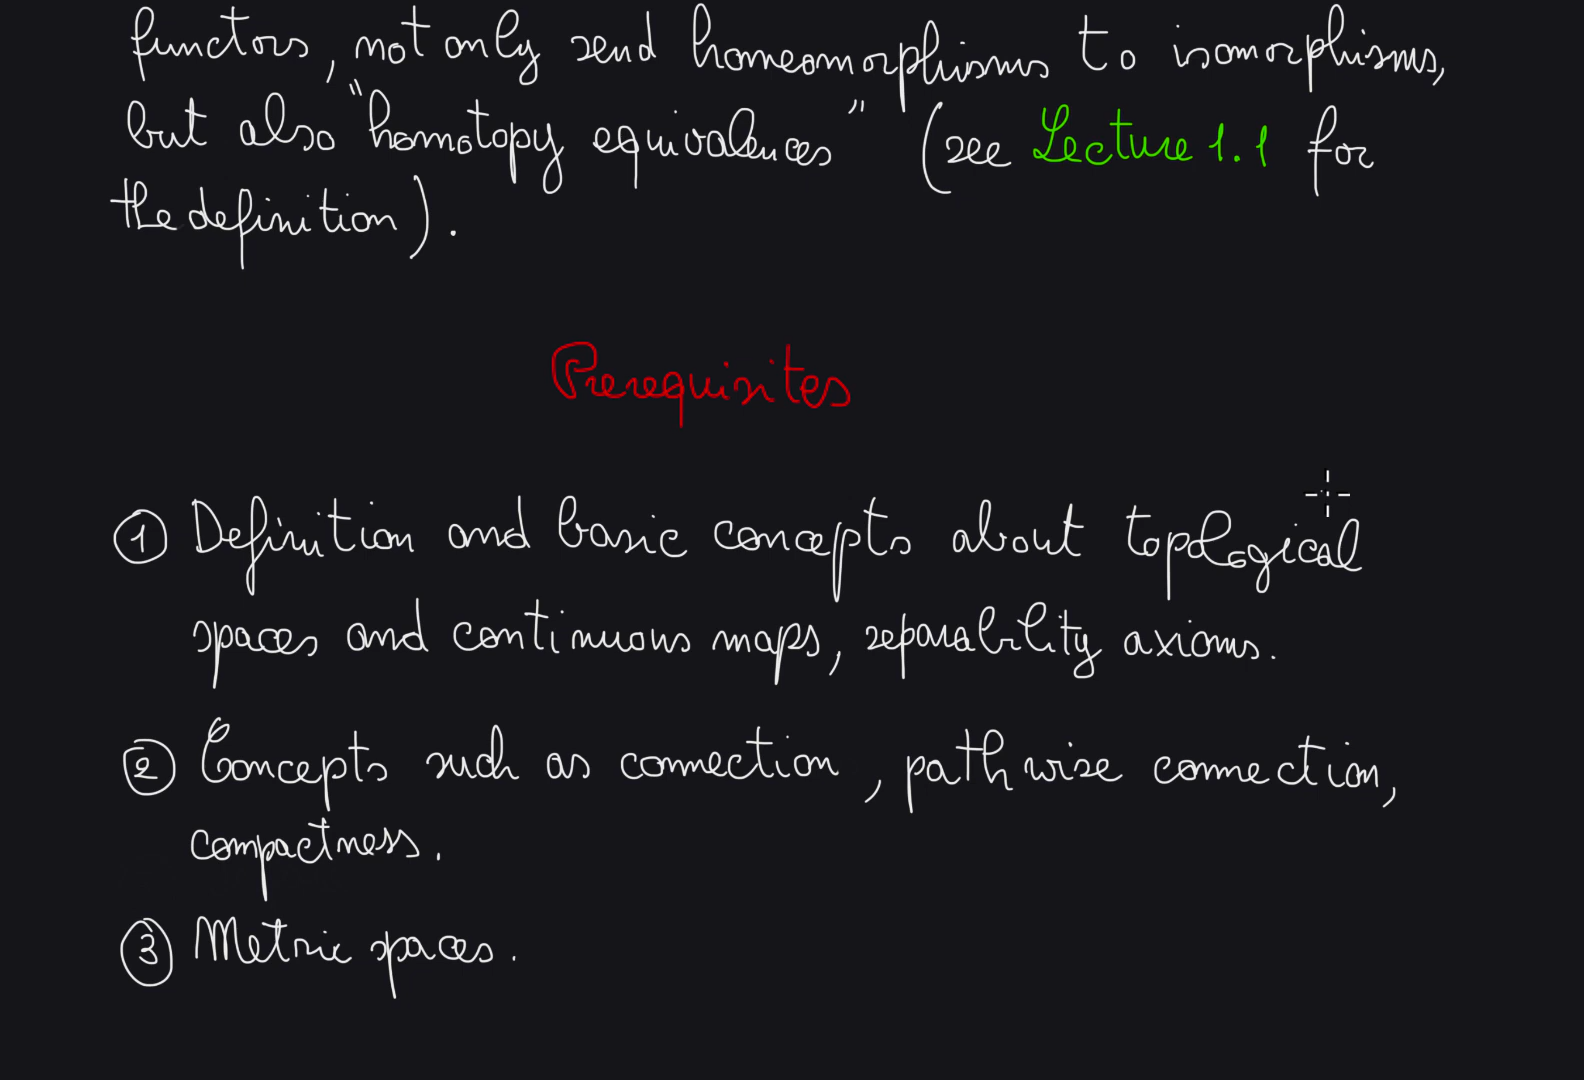 functors, not only send homeomorphisms to isomorphisms,
but also "homotopy equivalences" (see Lecture 1.1 for
the definition).
Prerequisites
① Definition and basic concepts about topological
spaces and continuous maps, separability axioms.
② Concepts such as connection, pathwise connection,
compactness.
③ Metric spaces.